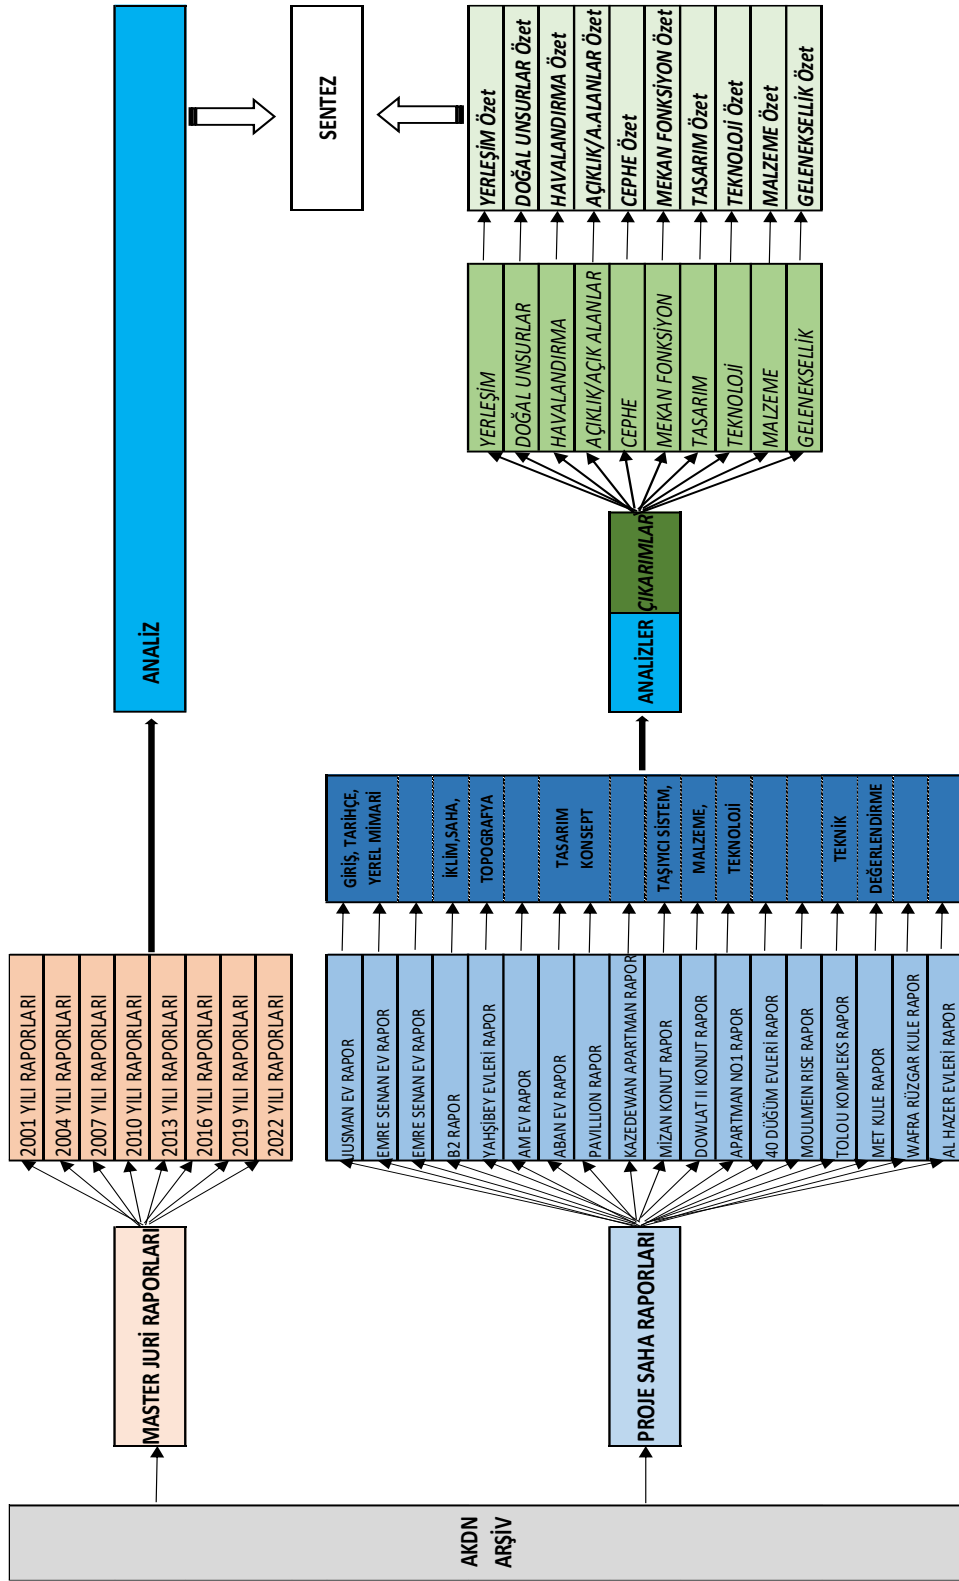 AKDN
ARŞİV
MASTER JURİ RAPORLARI
2001 YILI RAPORLARI
2004 YILI RAPORLARI
2007 YILI RAPORLARI
2010 YILI RAPORLARI
2013 YILI RAPORLARI
2016 YILI RAPORLARI
2019 YILI RAPORLARI
2022 YILI RAPORLARI
ANALİZ
SENTEZ
PROJE SAHA RAPORLARI
JUSMAN EV RAPOR
EMRE SENAN EV RAPOR
EMRE SENAN EV RAPOR
B2 RAPOR
YAHŞİBEY EVLERİ RAPOR
AM EV RAPOR
ABAN EV RAPOR
PAVILLION RAPOR
KAZEDEWAN APARTMAN RAPOR
MİZAN KONUT RAPOR
DOWLAT II KONUT RAPOR
APARTMAN NO1 RAPOR
40 DÜĞÜM EVLERİ RAPOR
MOULMEIN RISE RAPOR
TOLOU KOMPLEKS RAPOR
MET KULE RAPOR
WAFRA RÜZGAR KULE RAPOR
AL HAZER EVLERİ RAPOR
GİRİŞ, TARİHÇE,
YEREL MİMARİ
İKLİM,SAHA,
TOPOGRAFYA
TASARIM
KONSEPT
TAŞIYICI SİSTEM,
MALZEME,
TEKNOLOJİ
TEKNİK
DEĞERLENDİRME
ANALİZLER ÇIKARIMLAR
YERLEŞİM
DOĞAL UNSURLAR
HAVALANDIRMA
AÇIKLIK/AÇIK ALANLAR
CEPHE
MEKAN FONKSİYON
TASARIM
TEKNOLOJİ
MALZEME
GELENEKSELLİK
YERLEŞİM Özet
DOĞAL UNSURLAR Özet
HAVALANDIRMA Özet
AÇIKLIK/A.ALANLAR Özet
CEPHE Özet
MEKAN FONKSİYON Özet
TASARIM Özet
TEKNOLOJİ Özet
MALZEME Özet
GELENEKSELLİK Özet